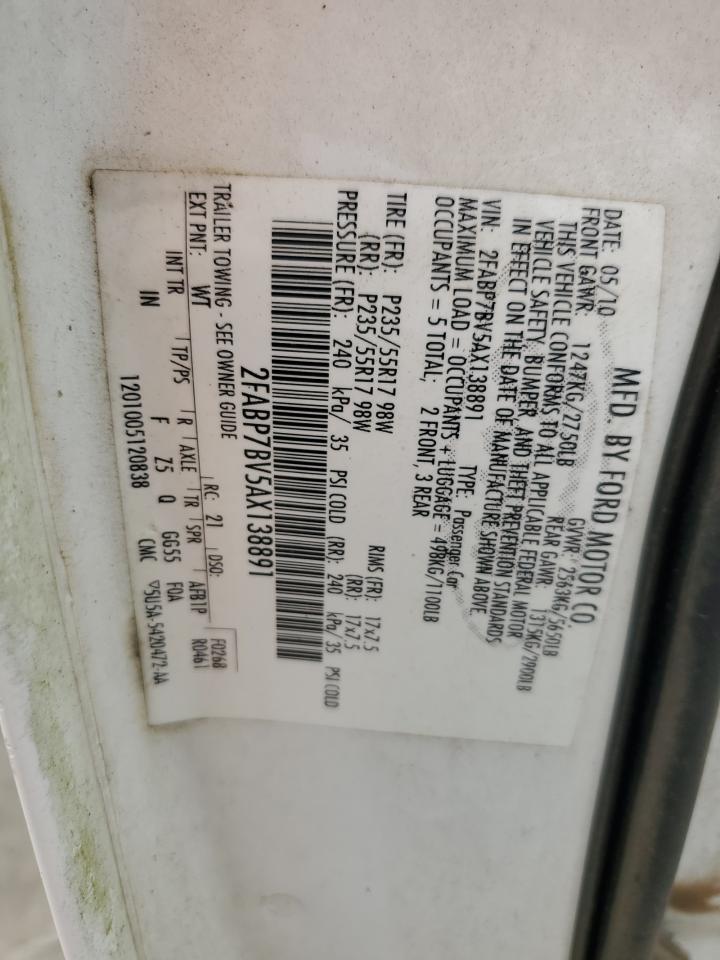 MFD. BY FORD MOTOR CO
DATE: 05/10 GVWR: 2563KG/5650LB
FRONT GAWR: 1247KG/2750LB REAR GAWR: 1315KG/2900LB
THIS VEHICLE CONFORMS TO ALL APPLICABLE FEDERAL MOTOR
VEHICLE SAFETY, BUMPER, AND THEFT PREVENTION STANDARDS
IN EFFECT ON THE DATE OF MANUFACTURE SHOWN ABOVE.
VIN: 2FABP7BV5AX138891 TYPE: Passenger Car
MAXIMUM LOAD = OCCUPANTS + LUGGAGE = 498KG/1100LB
OCCUPANTS = 5 TOTAL, 2 FRONT, 3 REAR
TIRE (FR): P235/55R17 98W RIMS (FR): 17x7.5
(RR): P235/55R17 98W (RR): 17x7.5
PRESSURE (FR): 240 kPa/ 35 PSI COLD (RR): 240 kPa/35 PSI COLD
2FABP7BV5AX138891
TRAILER TOWING - SEE OWNER GUIDE
EXT PNT: WT RC: 21 DSO: F0268
AFB1P R0461
INT TR TP/PS R AXLE TR SPR
IN F Z5 Q GG55 FOA
1201005120838 CMC 5U5A-5420472-AA